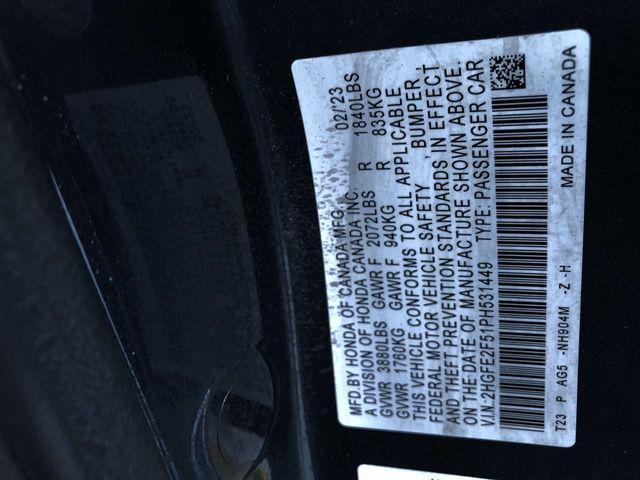 MFD.BY HONDA OF CANADA MFG. 02/23
A DIVISION OF HONDA CANADA INC.
GVWR 3880LBS GAWR F 2072LBS R 1840LBS
GVWR 1760KG GAWR F 940KG R 835KG
THIS VEHICLE CONFORMS TO ALL APPLICABLE
FEDERAL MOTOR VEHICLE SAFETY , BUMPER ,
AND THEFT PREVENTION STANDARDS, IN EFFECT
ON THE DATE OF MANUFACTURE SHOWN ABOVE.
V.I.N.2HGFE2F51PH531449 TYPE: PASSENGER CAR
T23 P AG5 -NH904M -Z -H MADE IN CANADA